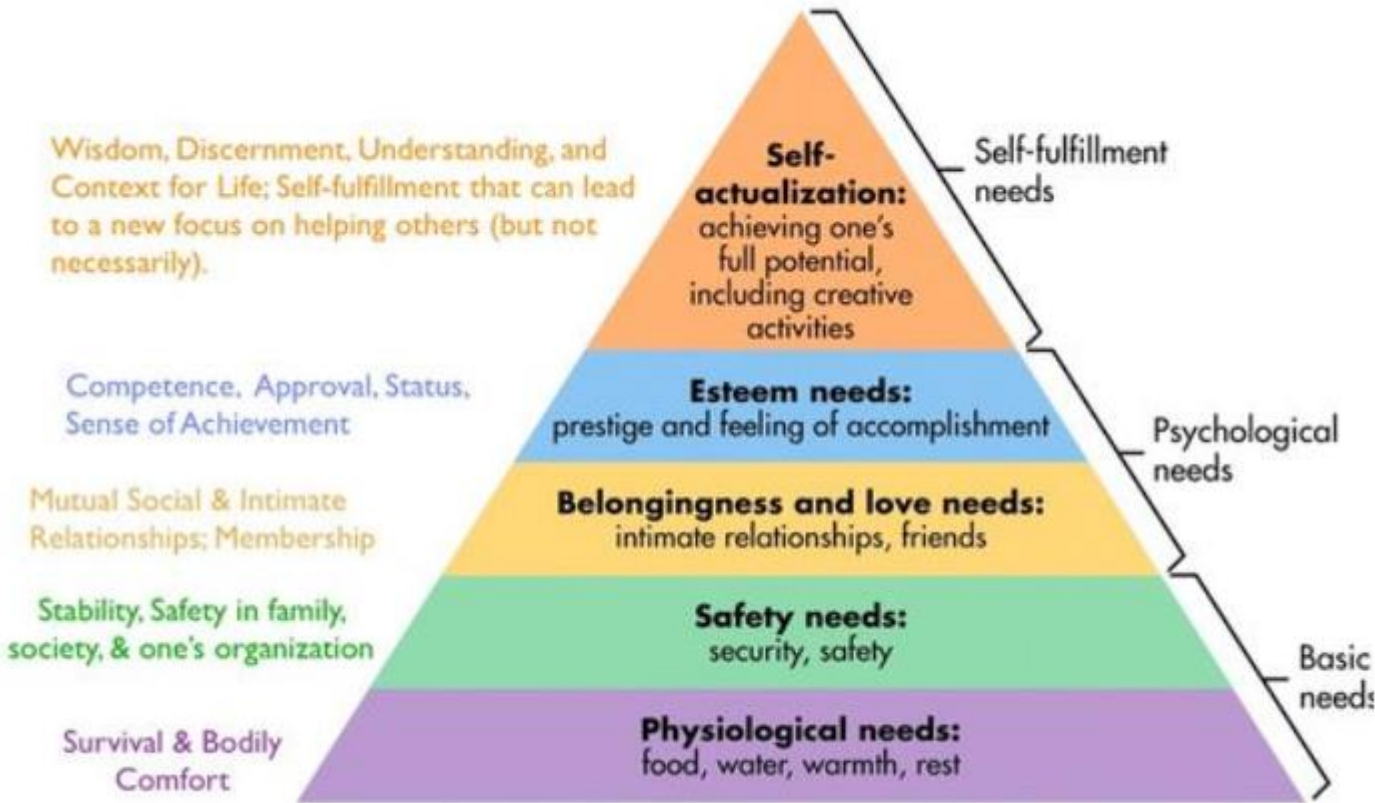 Wisdom, Discernment, Understanding, and
Context for Life; Self-fulfillment that can lead
to a new focus on helping others (but not
necessarily).
Self-
actualization:
achieving one's
full potential,
including creative
activities
Self-fulfillment
needs
Competence, Approval, Status,
Sense of Achievement
Esteem needs:
prestige and feeling of accomplishment
Psychological
needs
Mutual Social & Intimate
Relationships; Membership
Belongingness and love needs:
intimate relationships, friends
Stability, Safety in family,
society, & one's organization
Safety needs:
security, safety
Basic
needs
Survival & Bodily
Comfort
Physiological needs:
food, water, warmth, rest